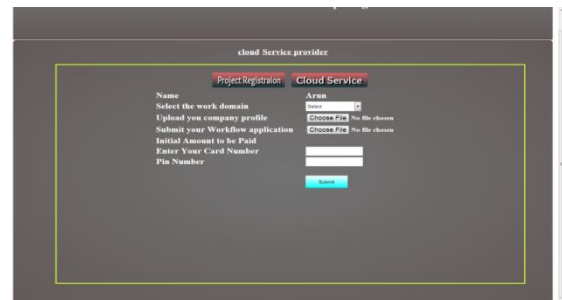 cloud Service provider
Project Registraion Cloud Service
Name Arun
Select the work domain Select
Upload you company profile Choose File No file chosen
Submit your Workflow application Choose File No file chosen
Initial Amount to be Paid
Enter Your Card Number
Pin Number
Submit